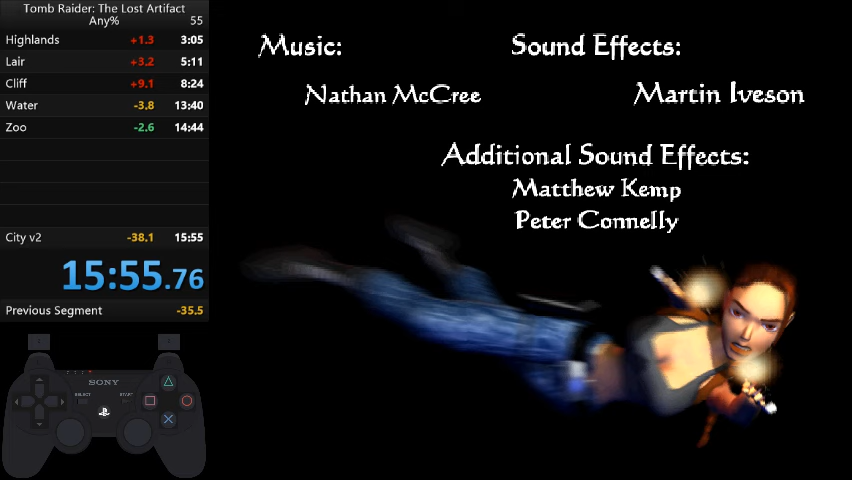 Tomb Raider: The Lost Artifact
Any% 55
Highlands +1.3 3:05
Lair +3.2 5:11
Cliff +9.1 8:24
Water -3.8 13:40
Zoo -2.6 14:44
City v2 -38.1 15:55
15:55.76
Previous Segment -35.5
SONY
SELECT START
Music: Sound Effects:
Nathan McCree Martin Iveson
Additional Sound Effects:
Matthew Kemp
Peter Connelly